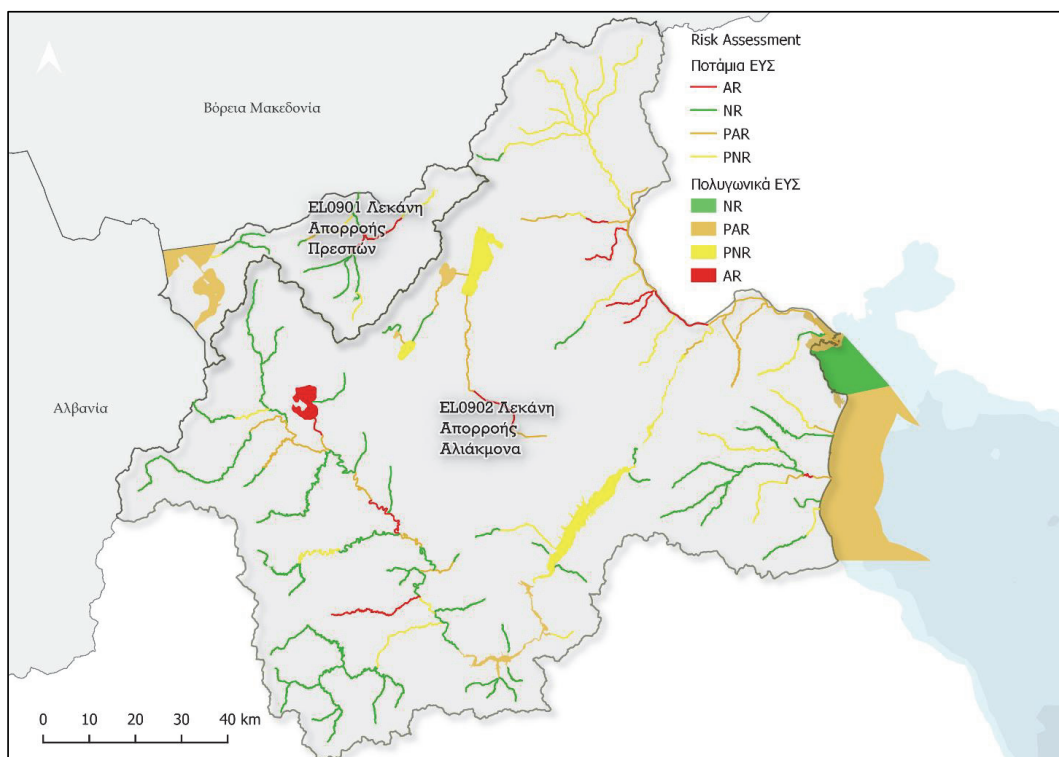 Risk Assessment
Ποτάμια ΕΥΣ
AR
NR
PAR
PNR
Πολυγωνικά ΕΥΣ
NR
PAR
PNR
AR
Βόρεια Μακεδονία
EL0901 Λεκάνη
Απορροής
Πρεσπών
Αλβανία
EL0902 Λεκάνη
Απορροής
Αλιάκμονα
0 10 20 30 40 km